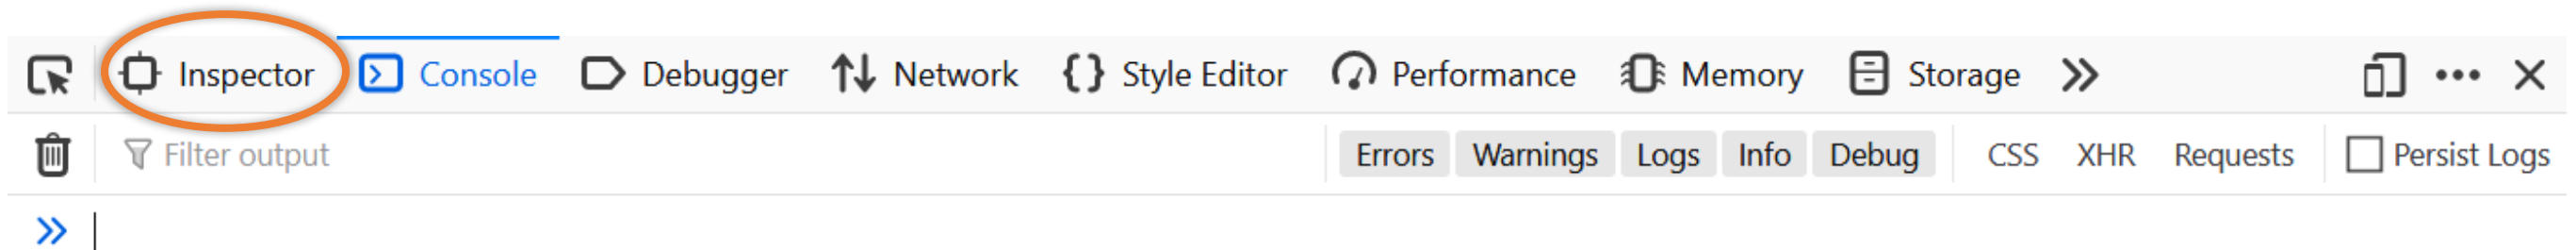 Inspector Console Debugger Network Style Editor Performance Memory Storage
Filter output Errors Warnings Logs Info Debug CSS XHR Requests Persist Logs